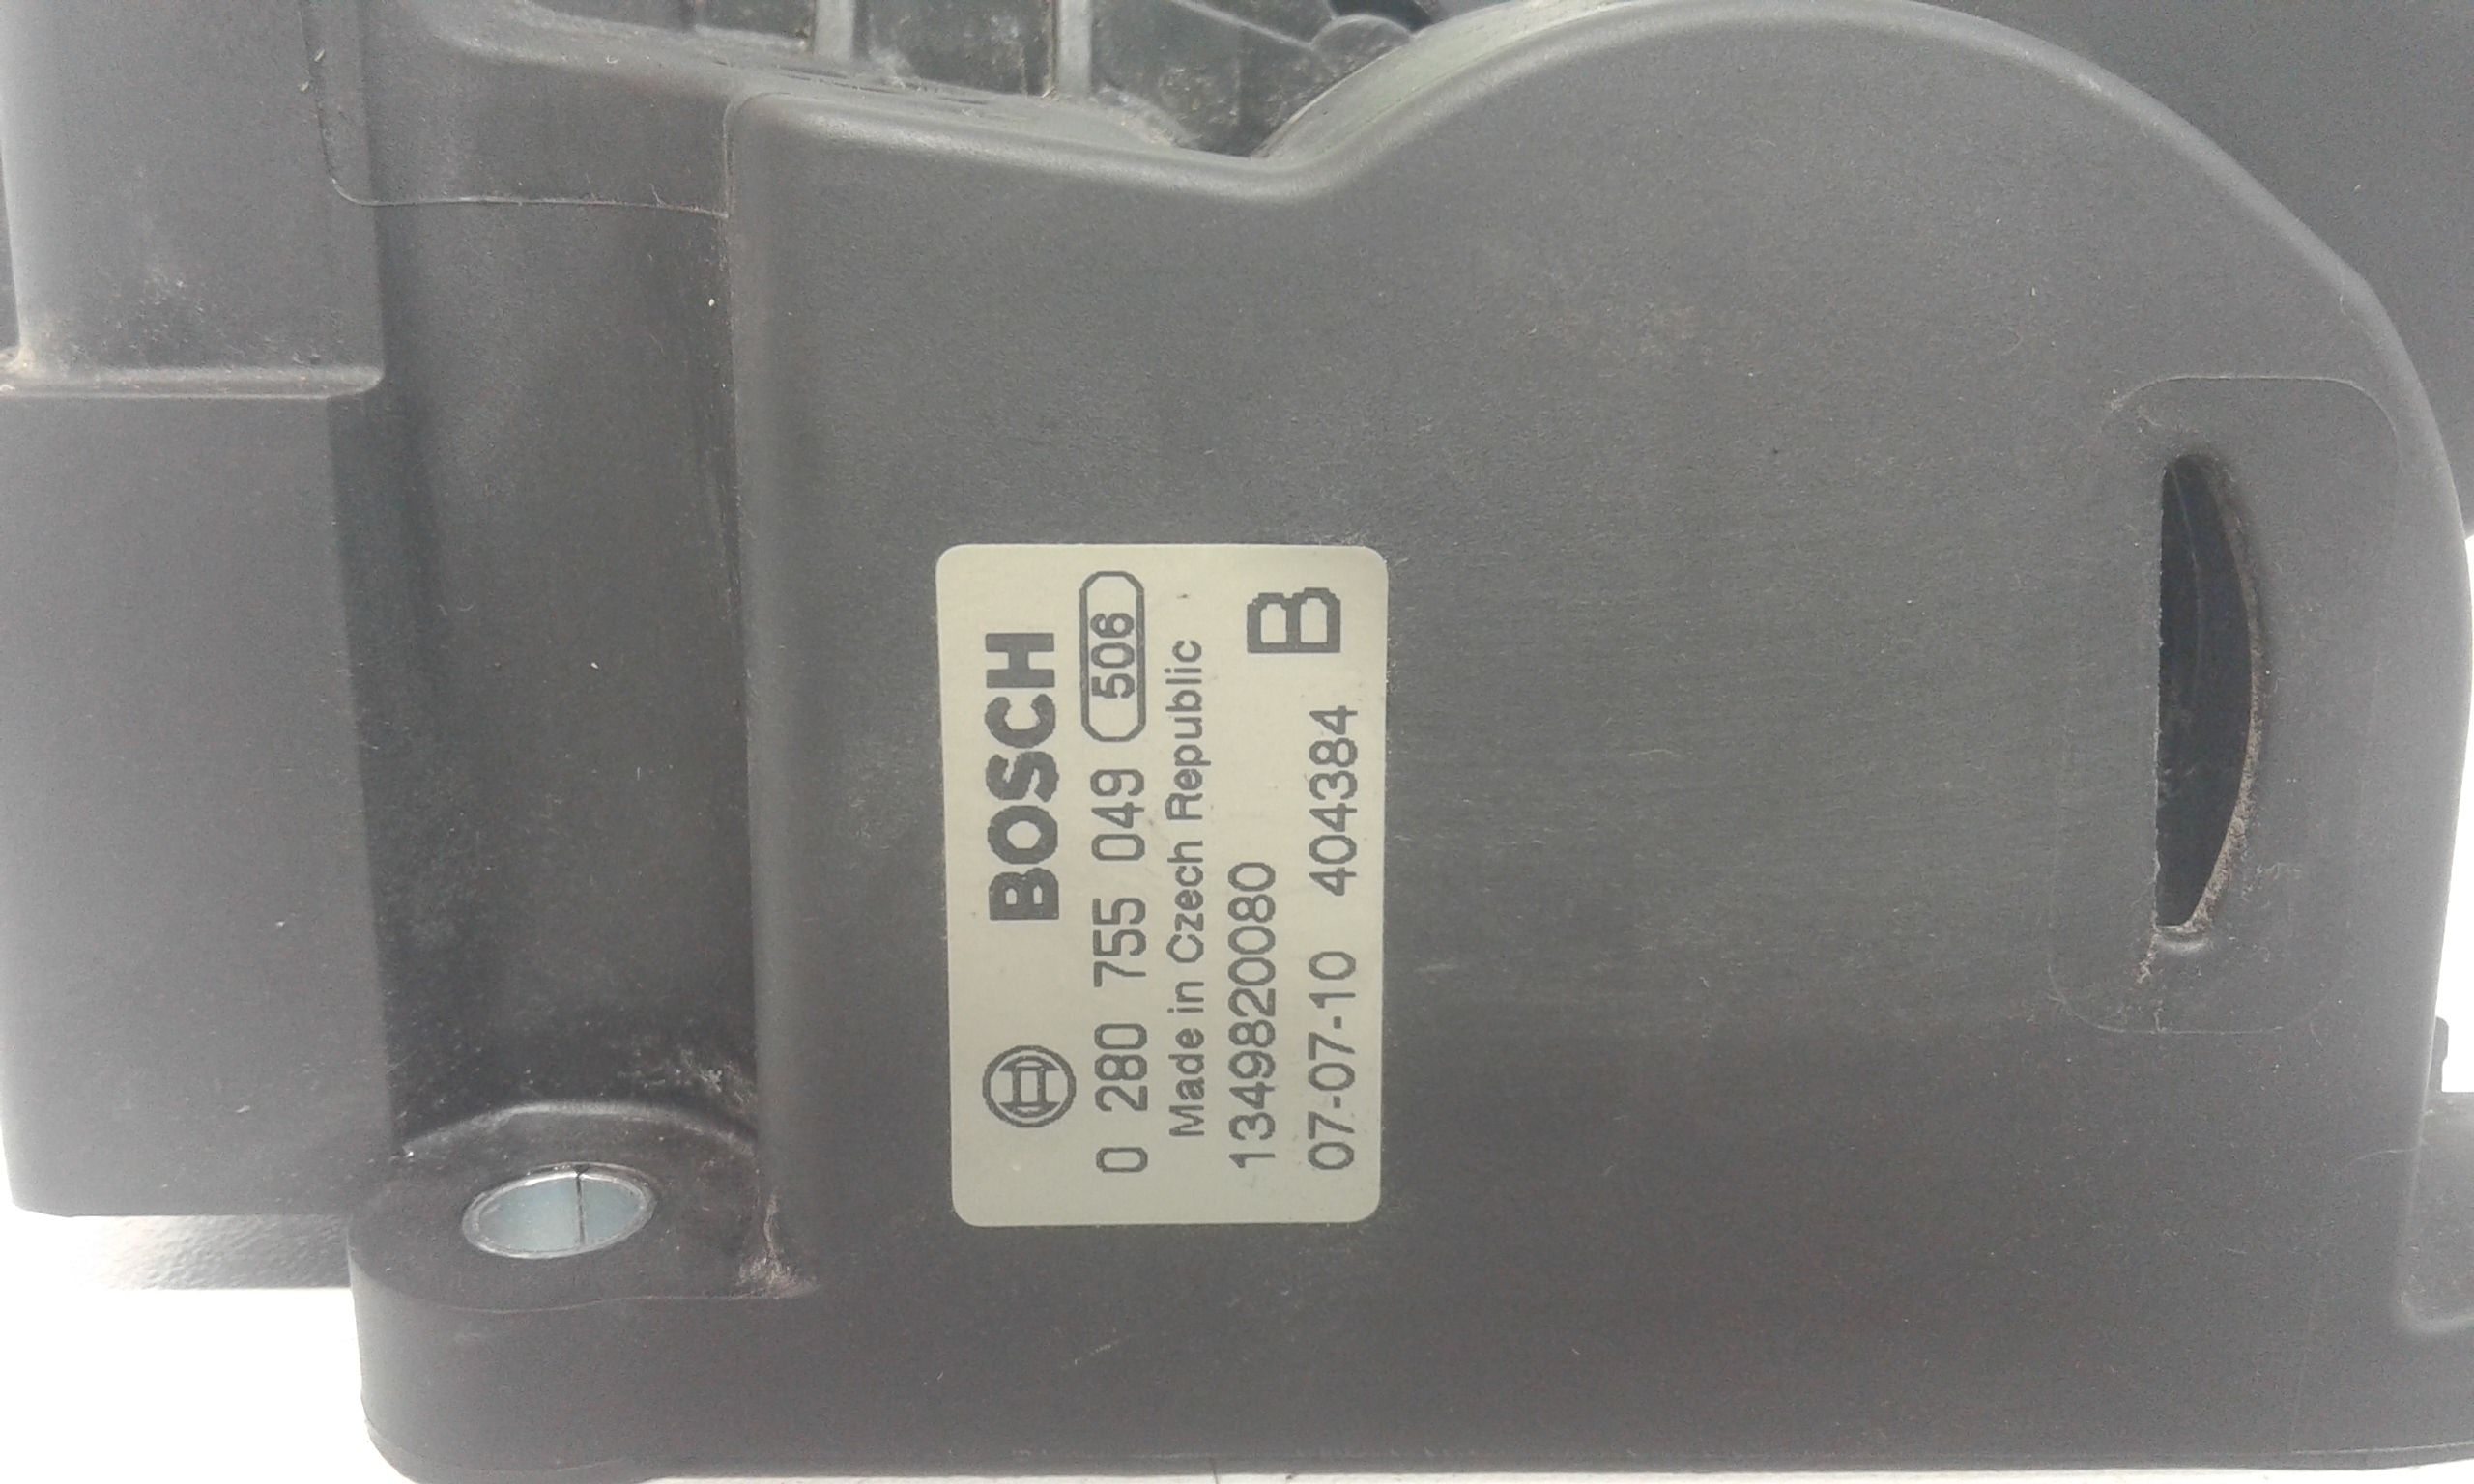 BOSCH
0 280 755 049 506
Made in Czech Republic
1349820080
07-07-10 404384 B